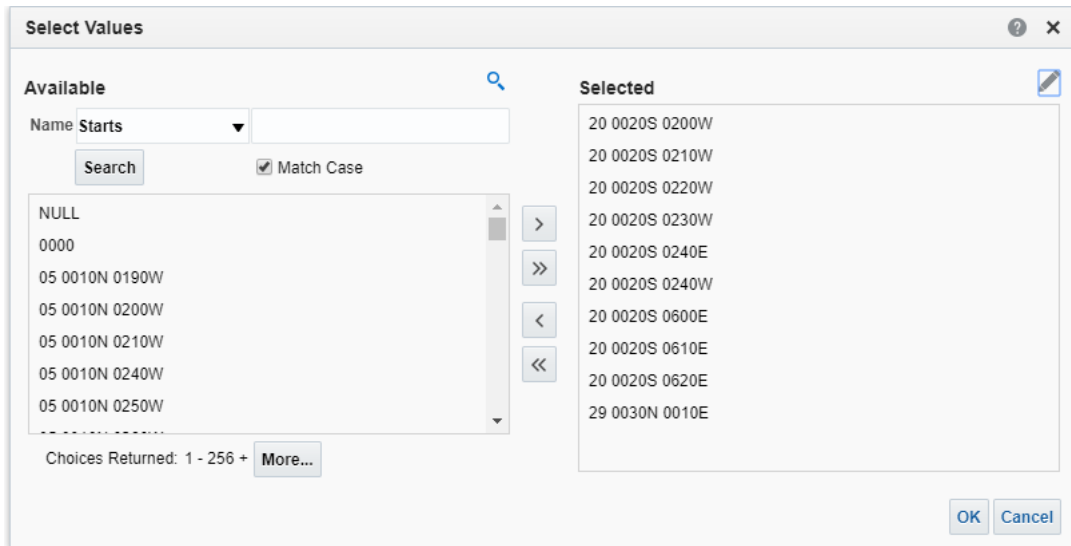 Select Values
Available
Name Starts
Search
Match Case
NULL
0000
05 0010N 0190W
05 0010N 0200W
05 0010N 0210W
05 0010N 0240W
05 0010N 0250W
Choices Returned: 1 - 256 + More...
Selected
20 0020S 0200W
20 0020S 0210W
20 0020S 0220W
20 0020S 0230W
20 0020S 0240E
20 0020S 0240W
20 0020S 0600E
20 0020S 0610E
20 0020S 0620E
29 0030N 0010E
OK Cancel